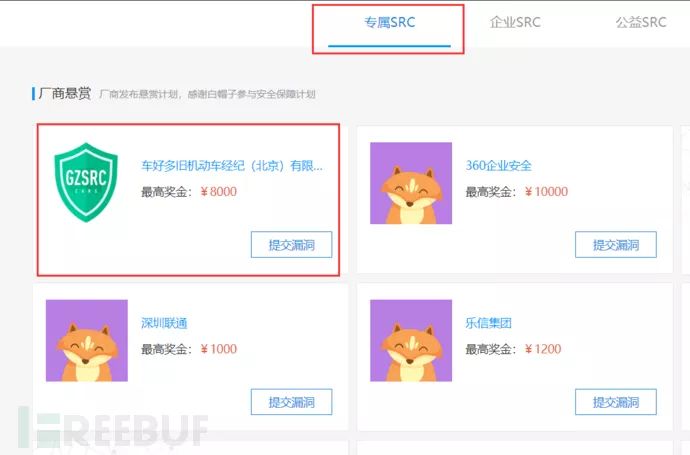 专属SRC
企业SRC
公益SRC
厂商悬赏 厂商发布悬赏计划，感谢白帽子参与安全保障计划
GZSRC
车好多旧机动车经纪（北京）有限...
最高奖金：￥8000
提交漏洞
360企业安全
最高奖金：￥10000
提交漏洞
深圳联通
最高奖金：￥1000
提交漏洞
乐信集团
最高奖金：￥1200
提交漏洞
FREEBUF